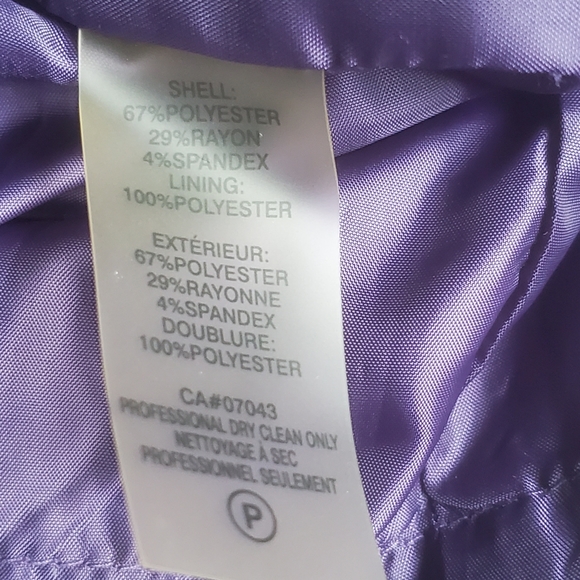 SHELL:
67%POLYESTER
29%RAYON
4%SPANDEX
LINING:
100%POLYESTER
EXTÉRIEUR:
67%POLYESTER
29%RAYONNE
4%SPANDEX
DOUBLURE:
100%POLYESTER
CA#07043
PROFESSIONAL DRY CLEAN ONLY
NETTOYAGE À SEC
PROFESSIONNEL SEULEMENT
P